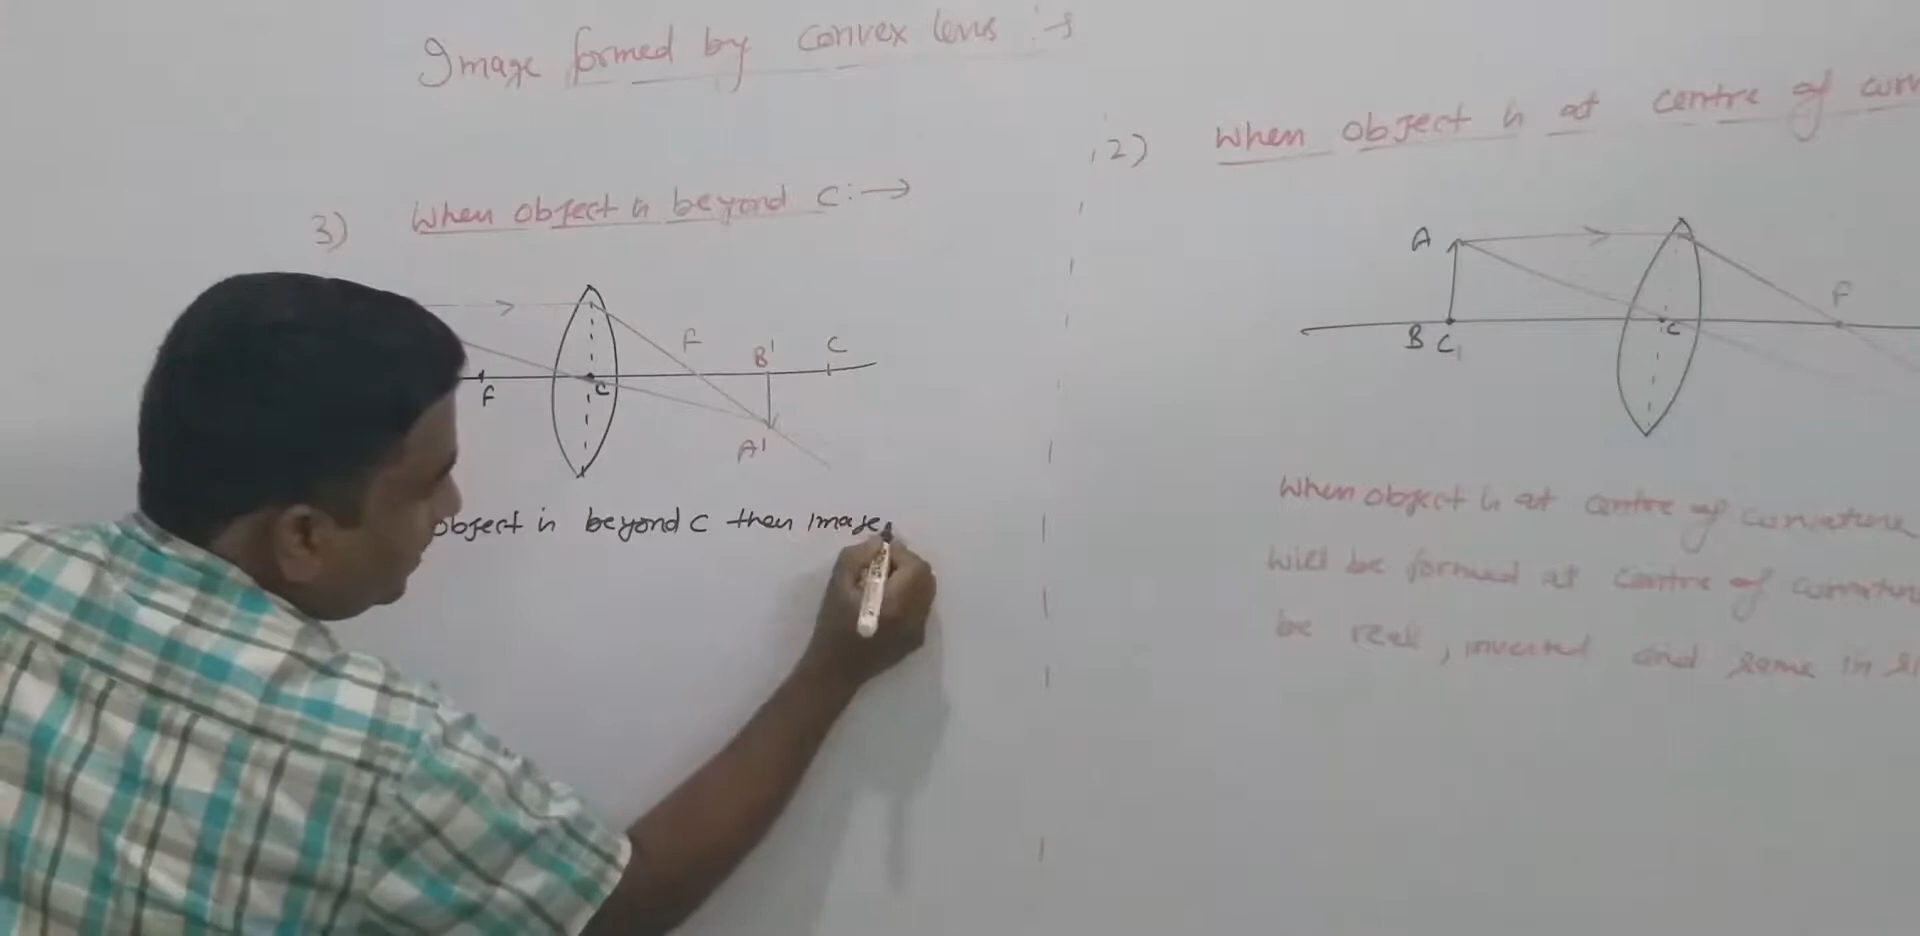 Image formed by convex lens :-
3) When object is beyond C:→
F
B'
C
F
C
A'
object is beyond C then image
2) When object is at centre of
A
F
C
B C1
When object is at centre of curvature
will be formed at centre of curvature
be real, inverted and same in